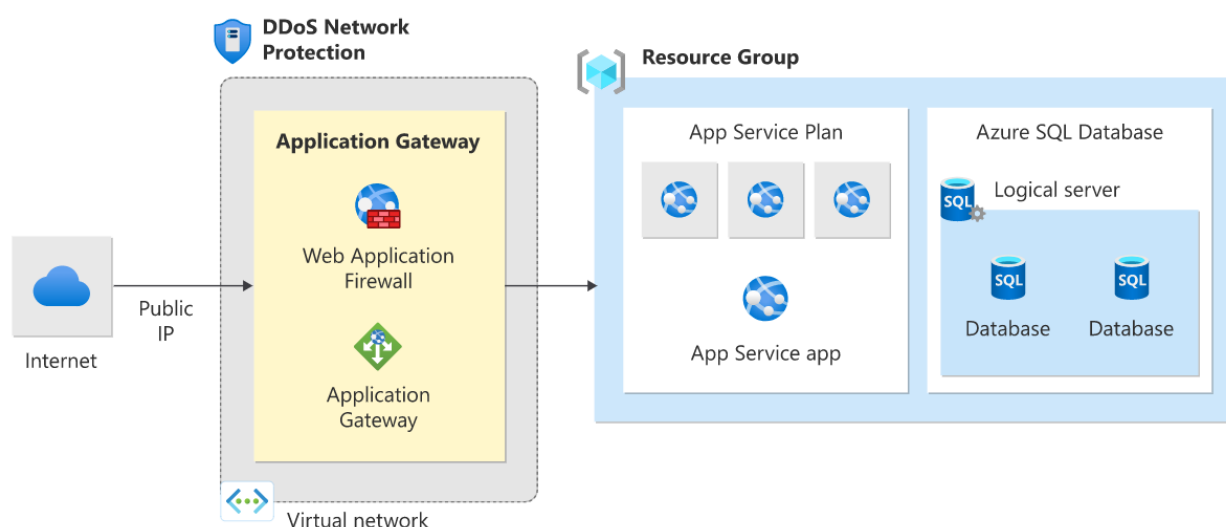 DDoS Network
Protection
Resource Group
Application Gateway
Web Application
Firewall
Application
Gateway
Internet
Public
IP
Virtual network
App Service Plan
App Service app
Azure SQL Database
SQL
Logical server
SQL
Database
SQL
Database